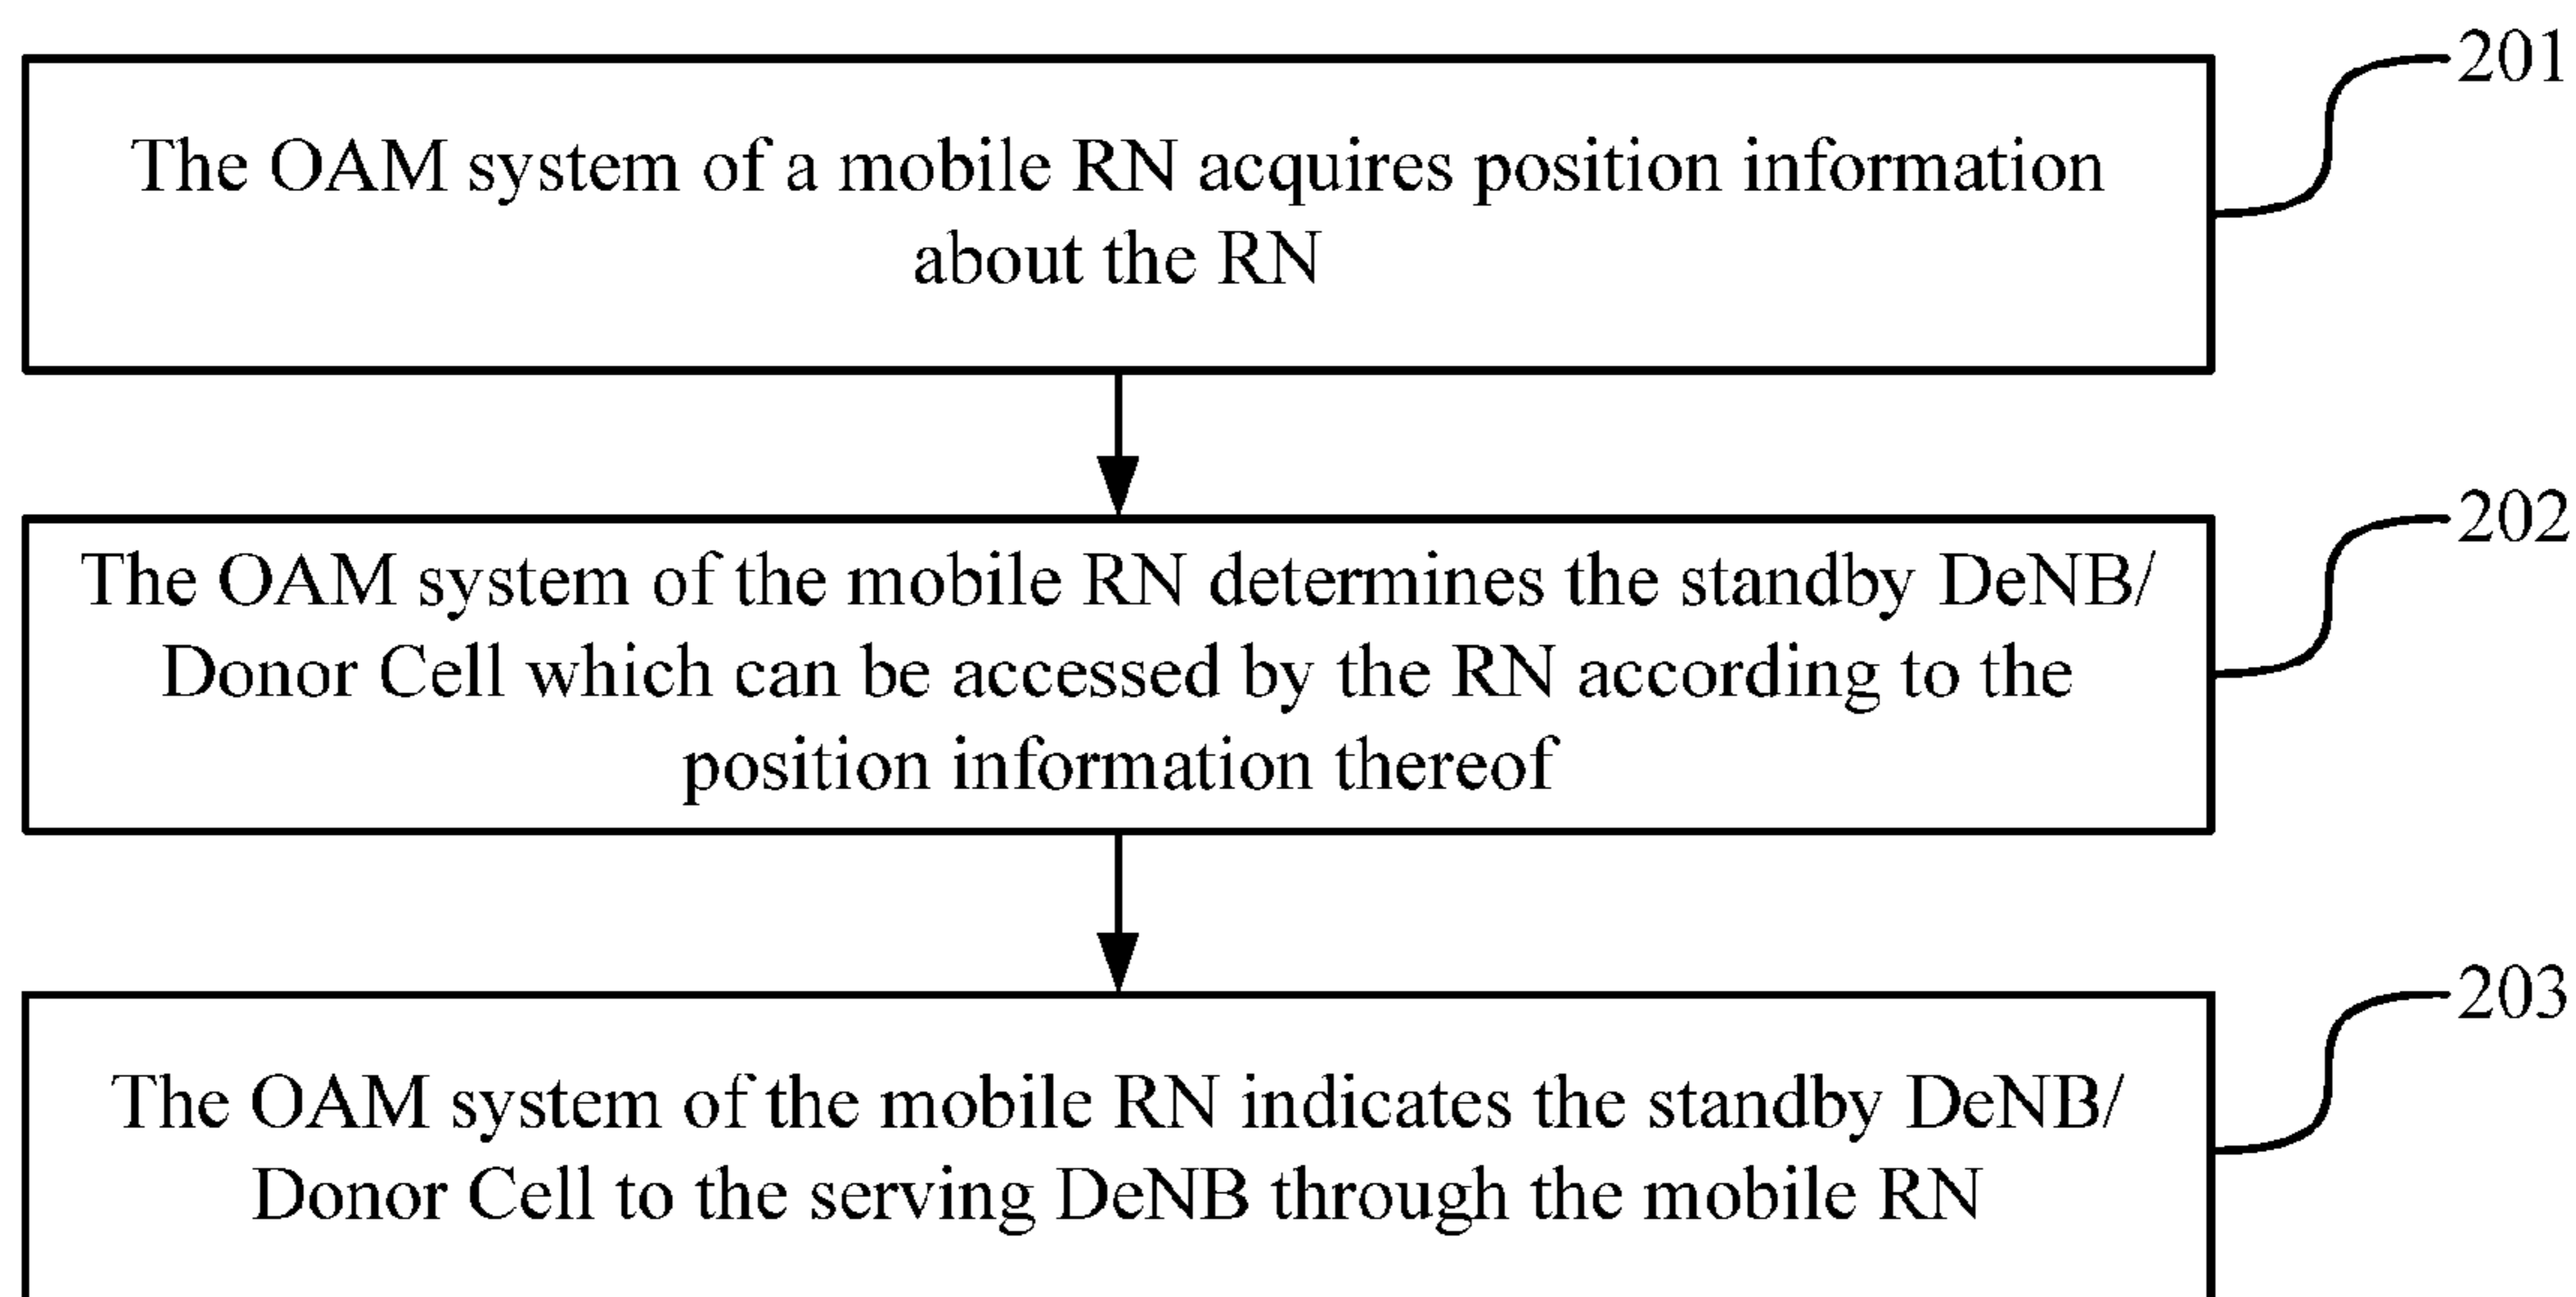 201
The OAM system of a mobile RN acquires position information
about the RN
202
The OAM system of the mobile RN determines the standby DeNB/
Donor Cell which can be accessed by the RN according to the
position information thereof
203
The OAM system of the mobile RN indicates the standby DeNB/
Donor Cell to the serving DeNB through the mobile RN